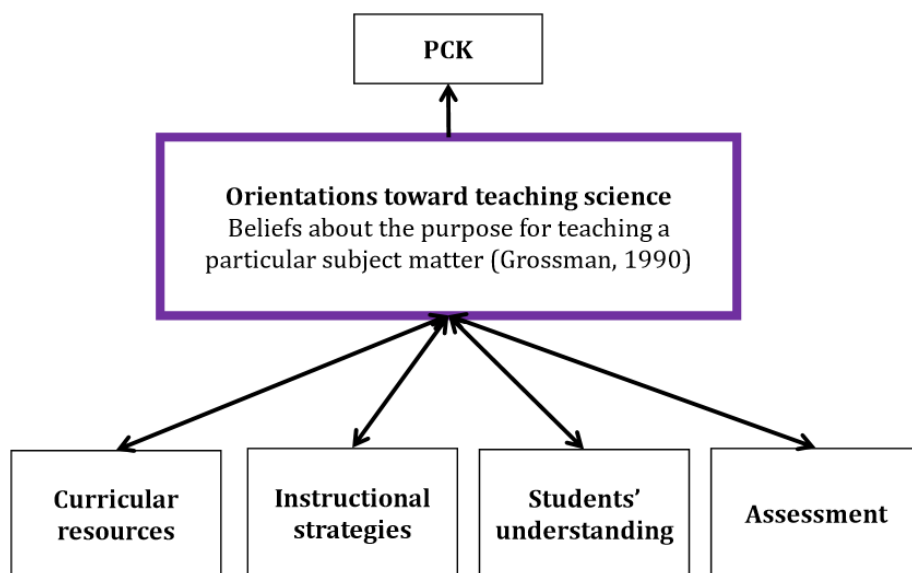 PCK
Orientations toward teaching science
Beliefs about the purpose for teaching a
particular subject matter (Grossman, 1990)
Curricular
resources
Instructional
strategies
Students’
understanding
Assessment